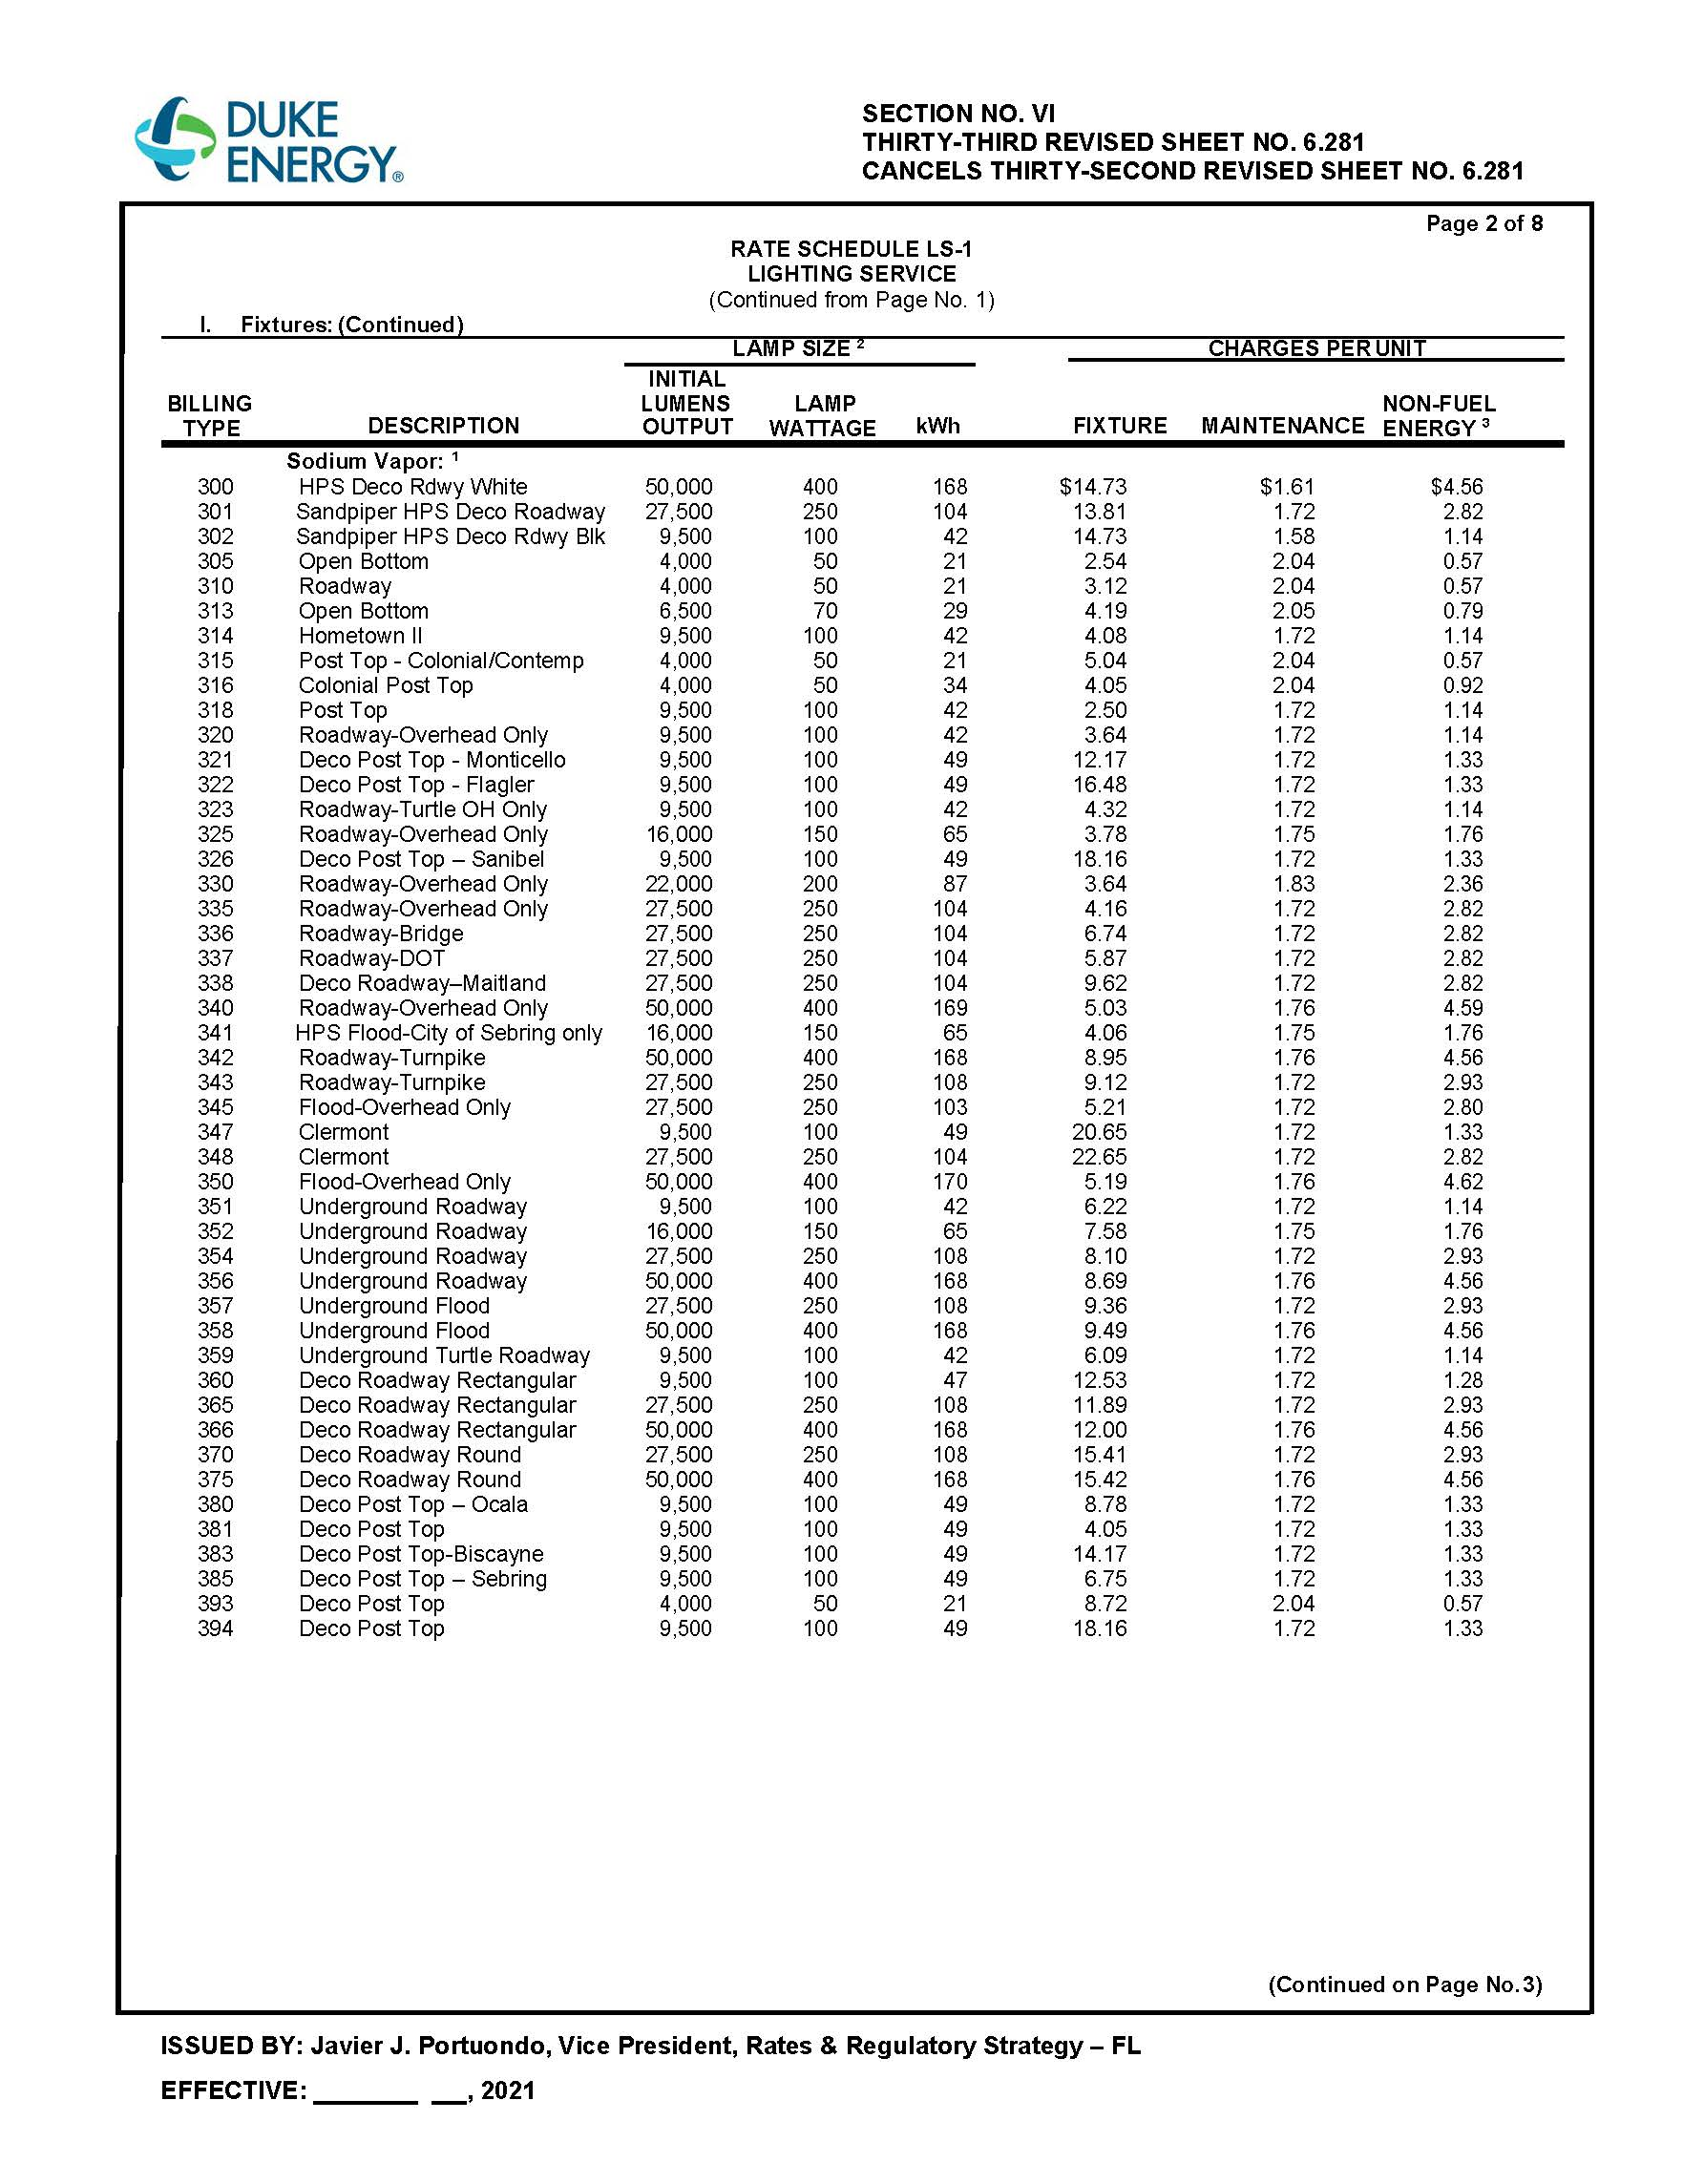 DUKE
ENERGY®
SECTION NO. VI
THIRTY-THIRD REVISED SHEET NO. 6.281
CANCELS THIRTY-SECOND REVISED SHEET NO. 6.281
Page 2 of 8
RATE SCHEDULE LS-1
LIGHTING SERVICE
(Continued from Page No. 1)
I. Fixtures: (Continued)
LAMP SIZE ² CHARGES PER UNIT
BILLING TYPE DESCRIPTION INITIAL LUMENS OUTPUT LAMP WATTAGE kWh FIXTURE MAINTENANCE NON-FUEL ENERGY ³
Sodium Vapor: ¹
300 HPS Deco Rdwy White 50,000 400 168 $14.73 $1.61 $4.56
301 Sandpiper HPS Deco Roadway 27,500 250 104 13.81 1.72 2.82
302 Sandpiper HPS Deco Rdwy Blk 9,500 100 42 14.73 1.58 1.14
305 Open Bottom 4,000 50 21 2.54 2.04 0.57
310 Roadway 4,000 50 21 3.12 2.04 0.57
313 Open Bottom 6,500 70 29 4.19 2.05 0.79
314 Hometown II 9,500 100 42 4.08 1.72 1.14
315 Post Top - Colonial/Contemp 4,000 50 21 5.04 2.04 0.57
316 Colonial Post Top 4,000 50 34 4.05 2.04 0.92
318 Post Top 9,500 100 42 2.50 1.72 1.14
320 Roadway-Overhead Only 9,500 100 42 3.64 1.72 1.14
321 Deco Post Top - Monticello 9,500 100 49 12.17 1.72 1.33
322 Deco Post Top - Flagler 9,500 100 49 16.48 1.72 1.33
323 Roadway-Turtle OH Only 9,500 100 42 4.32 1.72 1.14
325 Roadway-Overhead Only 16,000 150 65 3.78 1.75 1.76
326 Deco Post Top – Sanibel 9,500 100 49 18.16 1.72 1.33
330 Roadway-Overhead Only 22,000 200 87 3.64 1.83 2.36
335 Roadway-Overhead Only 27,500 250 104 4.16 1.72 2.82
336 Roadway-Bridge 27,500 250 104 6.74 1.72 2.82
337 Roadway-DOT 27,500 250 104 5.87 1.72 2.82
338 Deco Roadway–Maitland 27,500 250 104 9.62 1.72 2.82
340 Roadway-Overhead Only 50,000 400 169 5.03 1.76 4.59
341 HPS Flood-City of Sebring only 16,000 150 65 4.06 1.75 1.76
342 Roadway-Turnpike 50,000 400 168 8.95 1.76 4.56
343 Roadway-Turnpike 27,500 250 108 9.12 1.72 2.93
345 Flood-Overhead Only 27,500 250 103 5.21 1.72 2.80
347 Clermont 9,500 100 49 20.65 1.72 1.33
348 Clermont 27,500 250 104 22.65 1.72 2.82
350 Flood-Overhead Only 50,000 400 170 5.19 1.76 4.62
351 Underground Roadway 9,500 100 42 6.22 1.72 1.14
352 Underground Roadway 16,000 150 65 7.58 1.75 1.76
354 Underground Roadway 27,500 250 108 8.10 1.72 2.93
356 Underground Roadway 50,000 400 168 8.69 1.76 4.56
357 Underground Flood 27,500 250 108 9.36 1.72 2.93
358 Underground Flood 50,000 400 168 9.49 1.76 4.56
359 Underground Turtle Roadway 9,500 100 42 6.09 1.72 1.14
360 Deco Roadway Rectangular 9,500 100 47 12.53 1.72 1.28
365 Deco Roadway Rectangular 27,500 250 108 11.89 1.72 2.93
366 Deco Roadway Rectangular 50,000 400 168 12.00 1.76 4.56
370 Deco Roadway Round 27,500 250 108 15.41 1.72 2.93
375 Deco Roadway Round 50,000 400 168 15.42 1.76 4.56
380 Deco Post Top – Ocala 9,500 100 49 8.78 1.72 1.33
381 Deco Post Top 9,500 100 49 4.05 1.72 1.33
383 Deco Post Top-Biscayne 9,500 100 49 14.17 1.72 1.33
385 Deco Post Top – Sebring 9,500 100 49 6.75 1.72 1.33
393 Deco Post Top 4,000 50 21 8.72 2.04 0.57
394 Deco Post Top 9,500 100 49 18.16 1.72 1.33
(Continued on Page No.3)
ISSUED BY: Javier J. Portuondo, Vice President, Rates & Regulatory Strategy – FL
EFFECTIVE: _______ ___, 2021